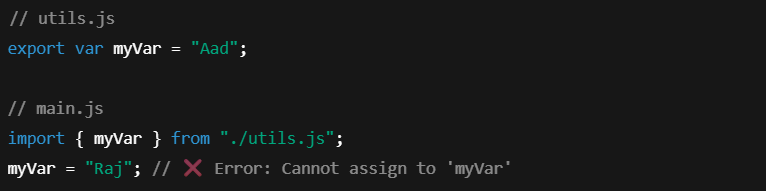 // utils.js
export var myVar = "Aad";
// main.js
import { myVar } from "./utils.js";
myVar = "Raj"; // ❌ Error: Cannot assign to 'myVar'